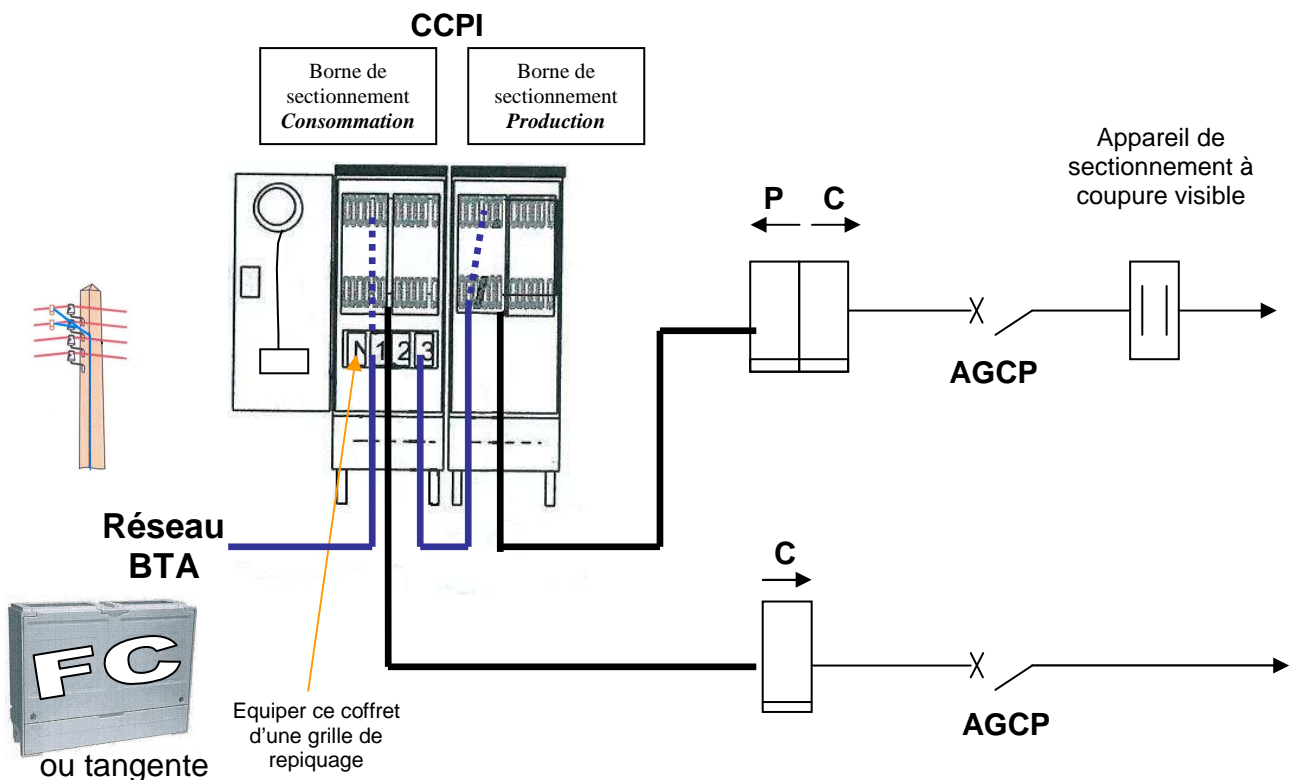 CCPI
Borne de
sectionnement
Consommation
Borne de
sectionnement
Production
Appareil de
sectionnement à
coupure visible
P
C
N 1 2 3
AGCP
Réseau
BTA
C
FC
Equiper ce coffret
d'une grille de
repiquage
AGCP
ou tangente